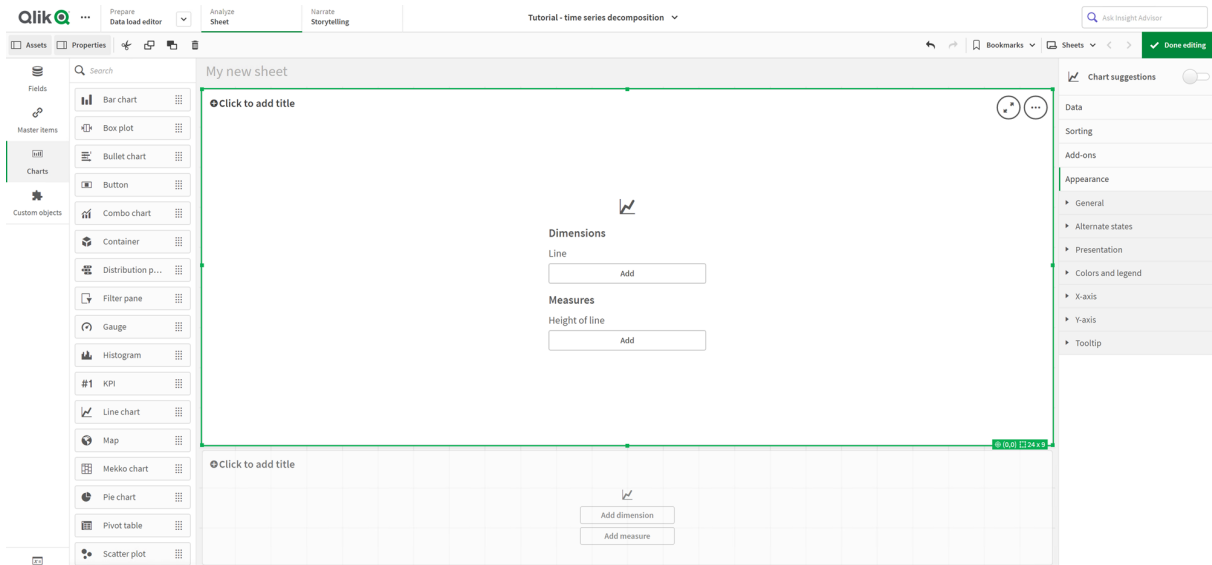 Qlik
Prepare
Data load editor
Analyze
Sheet
Narrate
Storytelling
Tutorial - time series decomposition
Ask Insight Advisor
Assets
Properties
Bookmarks
Sheets
Done editing
Fields
Master items
Charts
Custom objects
Search
Bar chart
Box plot
Bullet chart
Button
Combo chart
Container
Distribution p...
Filter pane
Gauge
Histogram
#1 KPI
Line chart
Map
Mekko chart
Pie chart
Pivot table
Scatter plot
My new sheet
Click to add title
Dimensions
Line
Add
Measures
Height of line
Add
(0,0) 24 x 9
Click to add title
Add dimension
Add measure
Chart suggestions
Data
Sorting
Add-ons
Appearance
General
Alternate states
Presentation
Colors and legend
X-axis
Y-axis
Tooltip